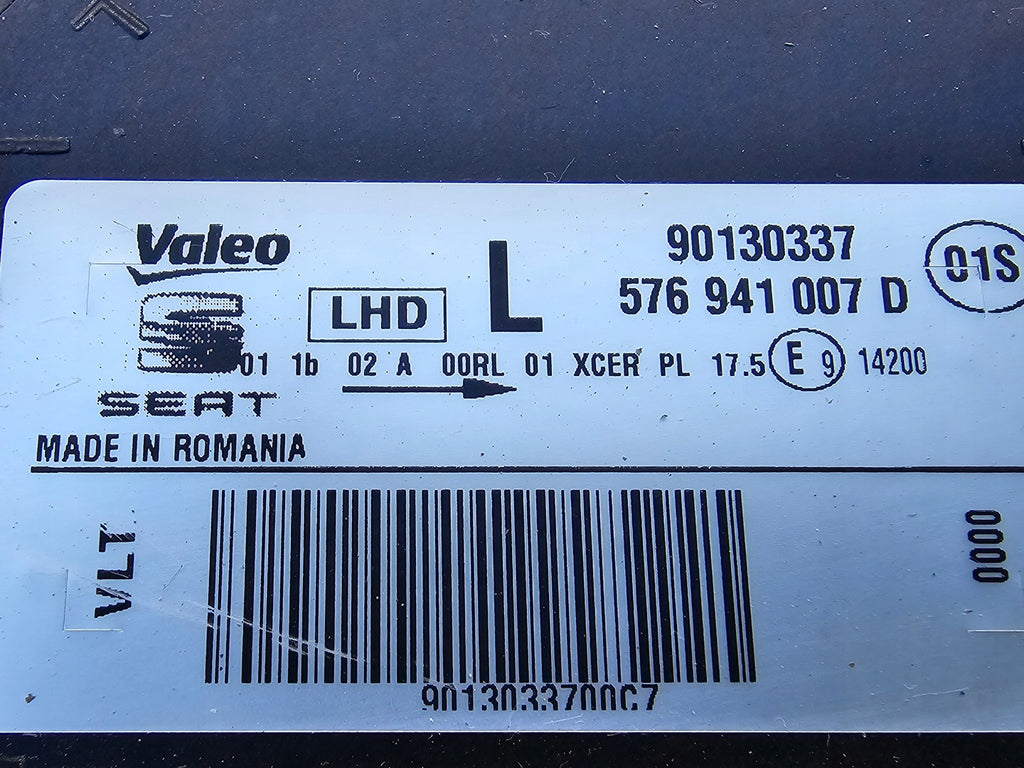 Valeo
LHD
L
90130337
576 941 007 D
01S
01 1b 02 A 00RL 01 XCER PL 17.5 E 9 14200
SEAT
MADE IN ROMANIA
VLT
0000
9013033700C7